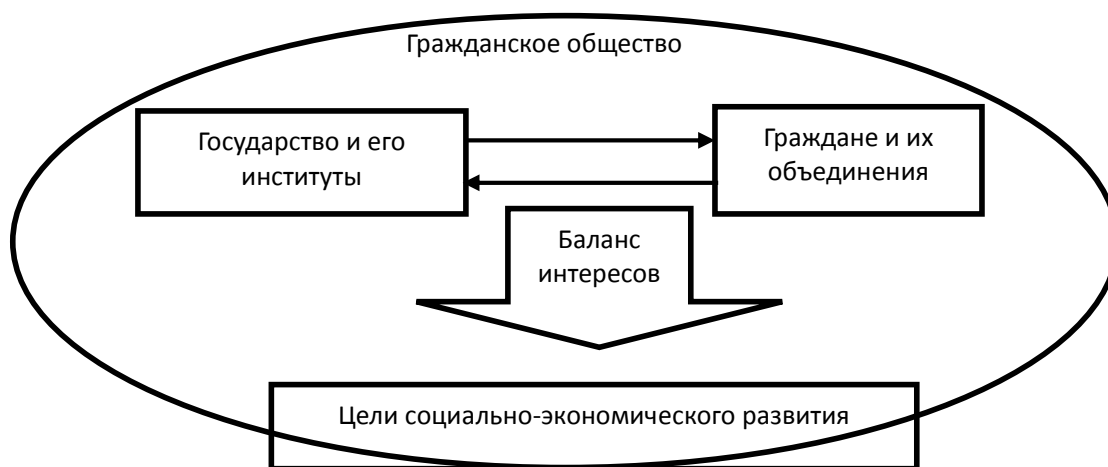 Гражданское общество
Государство и его
институты
Граждане и их
объединения
Баланс
интересов
Цели социально-экономического развития